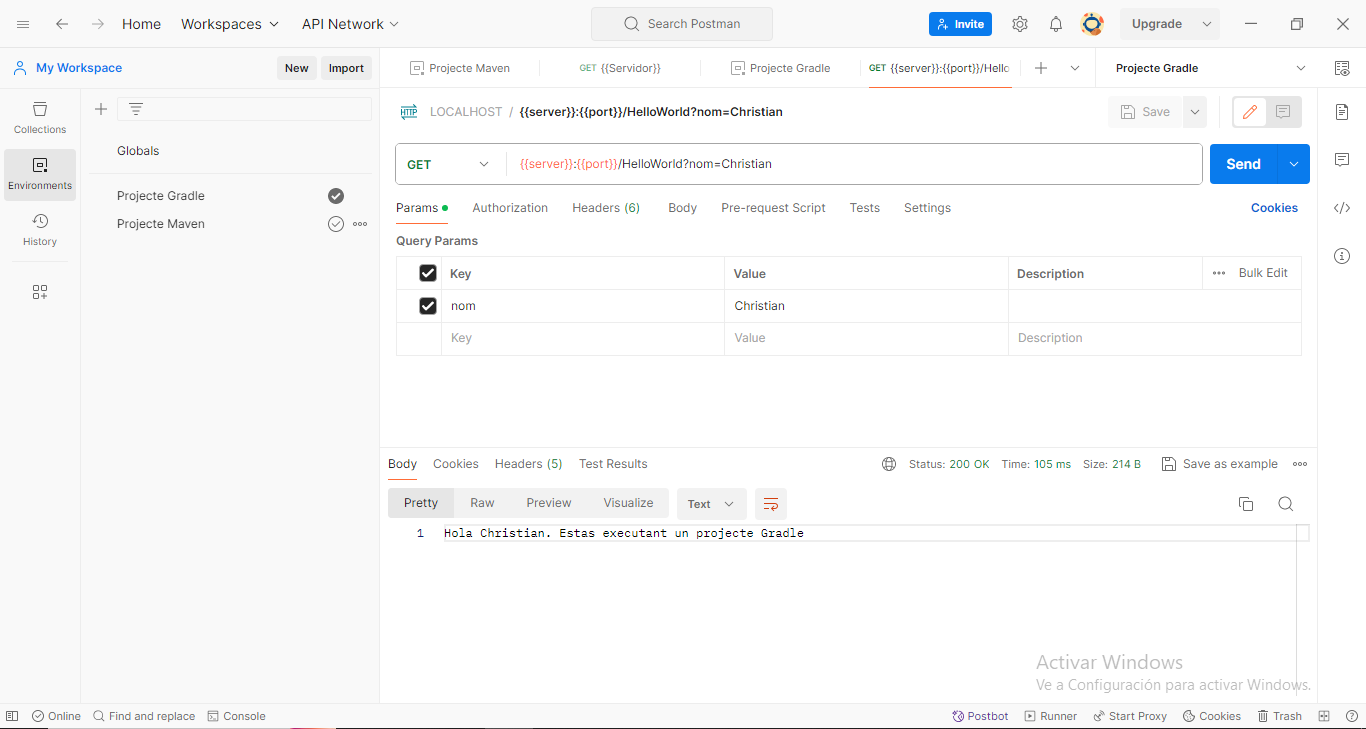 Home Workspaces API Network Search Postman Invite Upgrade
My Workspace New Import Projecte Maven GET {{Servidor}} Projecte Gradle GET {{server}}:{{port}}/Hello Projecte Gradle
Collections
Environments
History
Globals
Projecte Gradle
Projecte Maven
HTTP LOCALHOST / {{server}}:{{port}}/HelloWorld?nom=Christian Save
GET {{server}}:{{port}}/HelloWorld?nom=Christian Send
Params Authorization Headers (6) Body Pre-request Script Tests Settings Cookies
Query Params
Key Value Description Bulk Edit
nom Christian
Key Value Description
Body Cookies Headers (5) Test Results Status: 200 OK Time: 105 ms Size: 214 B Save as example
Pretty Raw Preview Visualize Text
1 Hola Christian. Estas executant un projecte Gradle
Activar Windows
Ve a Configuración para activar Windows.
Online Find and replace Console Postbot Runner Start Proxy Cookies Trash